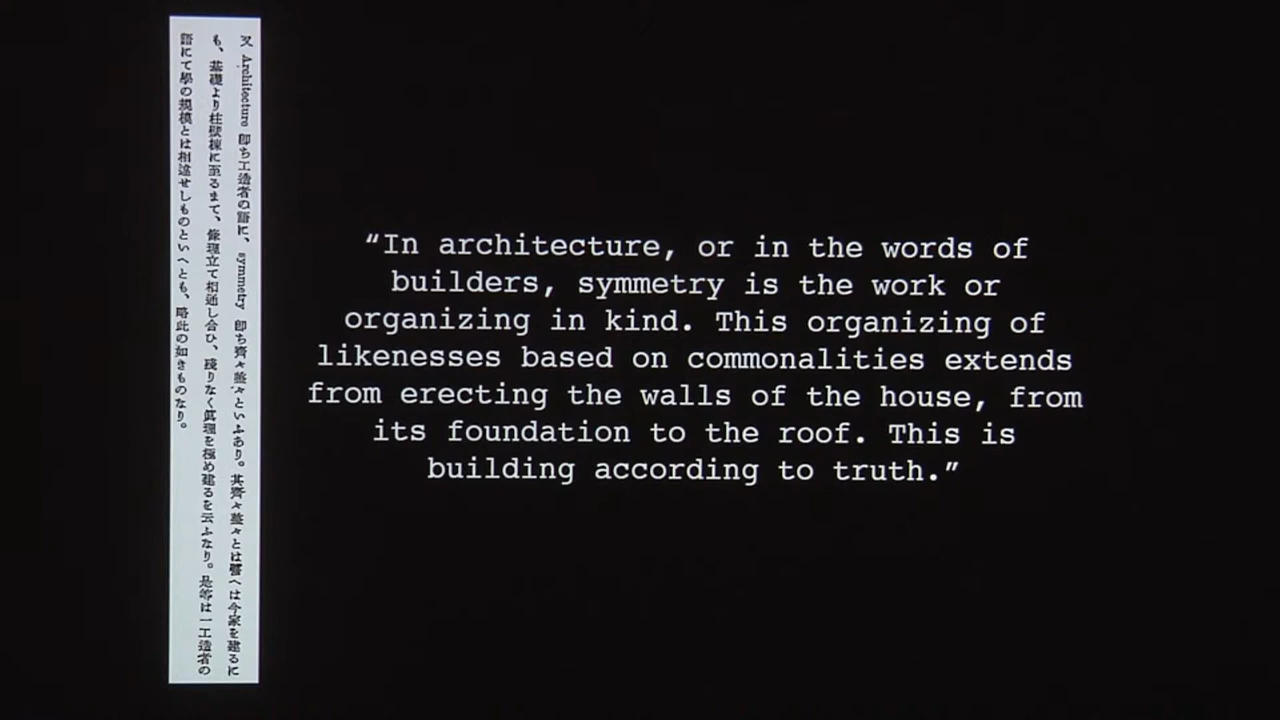 又 Architecture 卽ち工造者の語に、symmetry 卽ち齊々整々といふあり。其齊々整々とは譬へは今家を建るに
も、基礎より柱壁棟に至るまて、條理立て相通し合ひ、殘りなく眞理を極め建るを云ふなり。是等は一工造者の
語にて學の規模とは相違せしものといへとも、略此の如きものなり。
“In architecture, or in the words of
builders, symmetry is the work or
organizing in kind. This organizing of
likenesses based on commonalities extends
from erecting the walls of the house, from
its foundation to the roof. This is
building according to truth.”